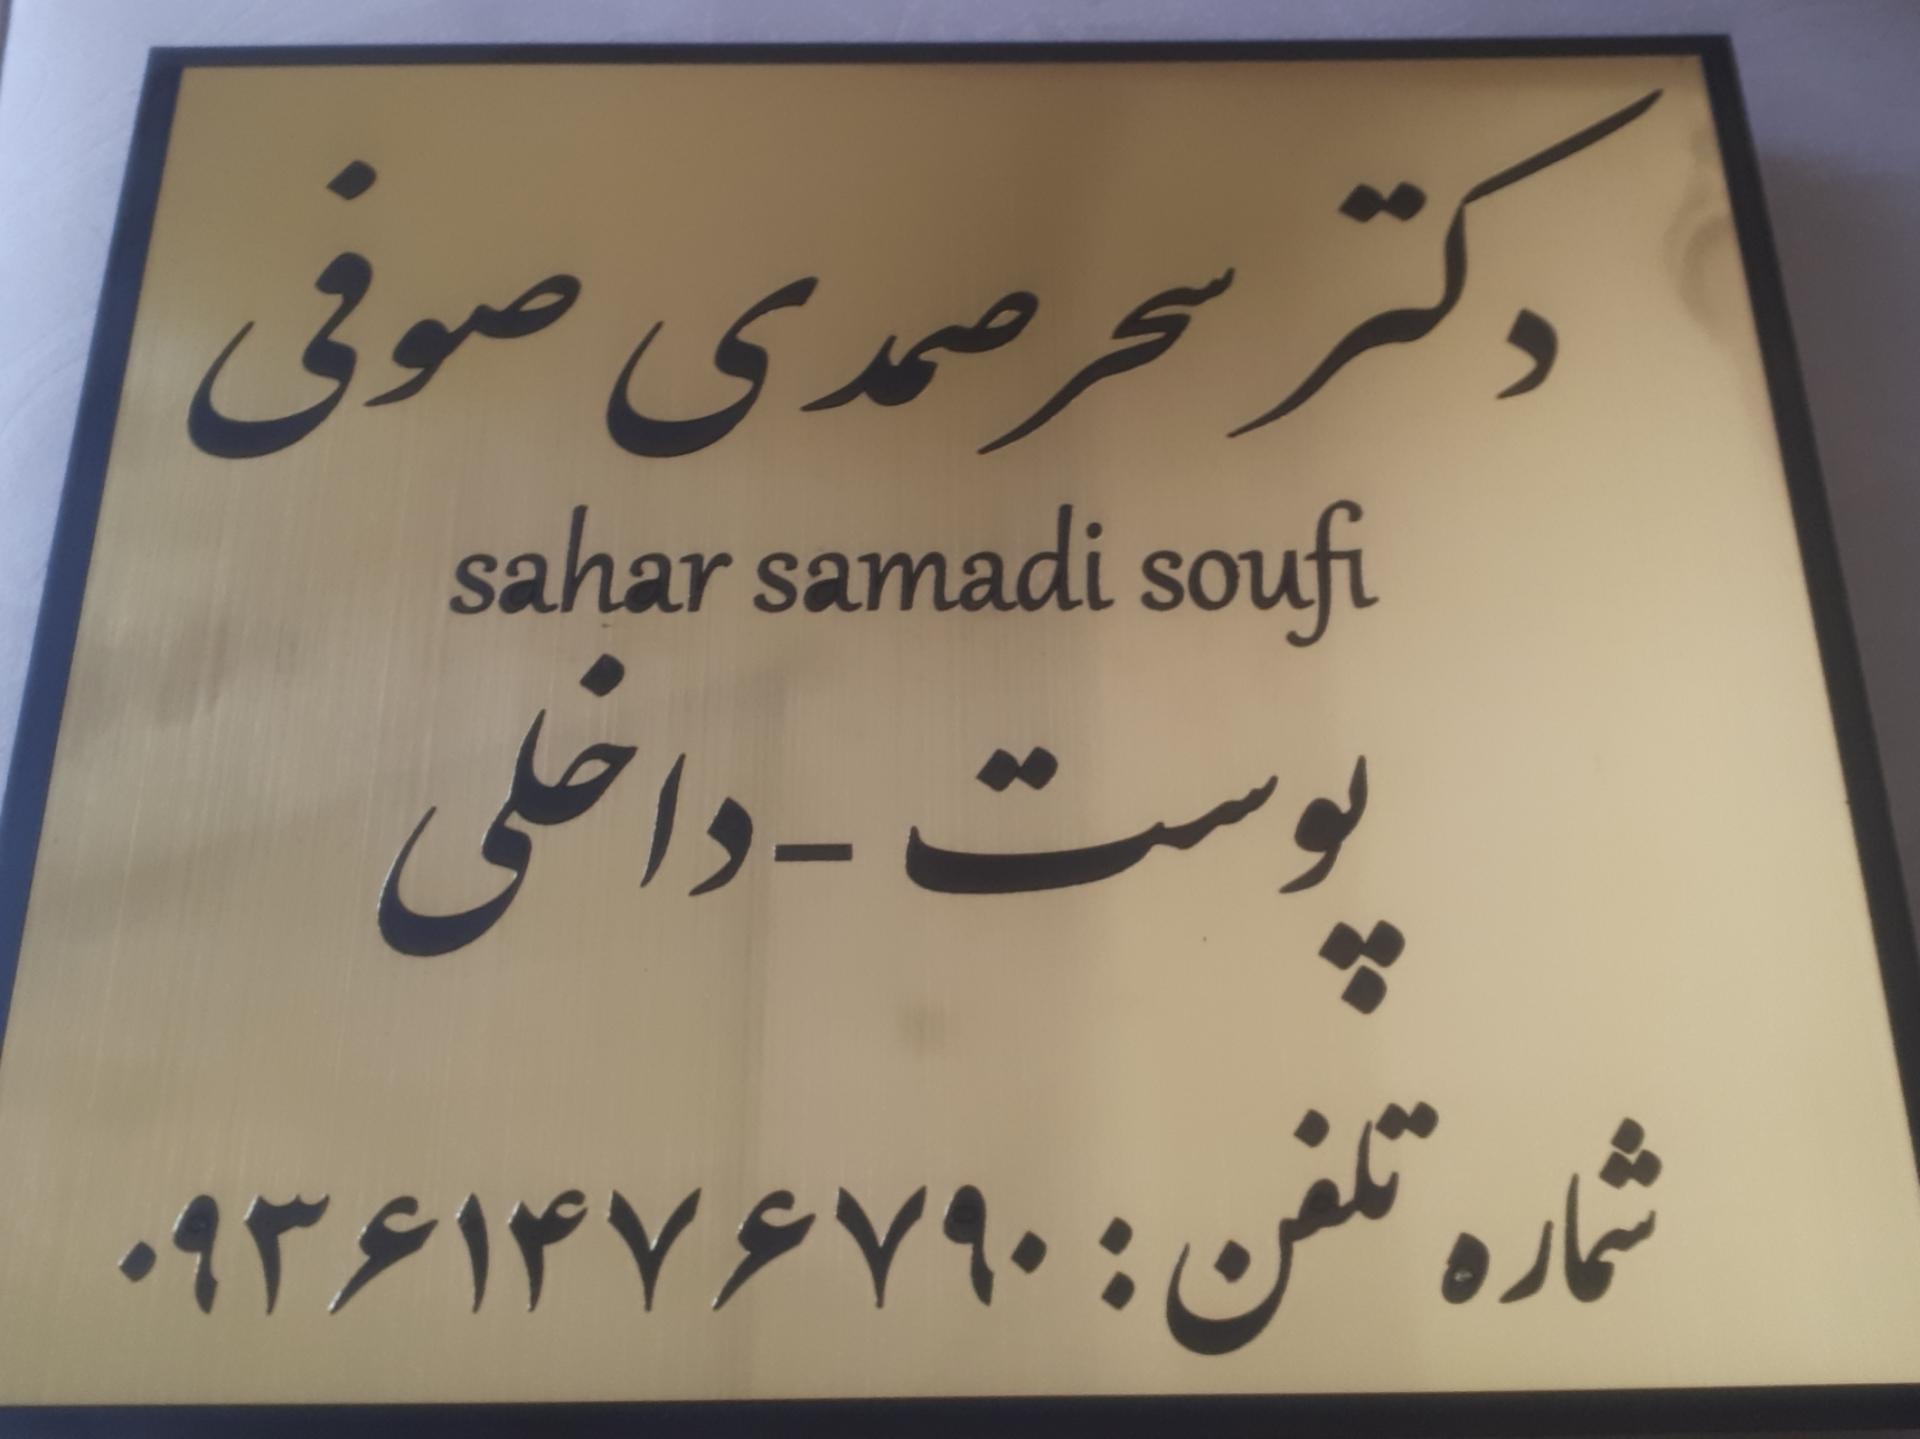 دکتر سحر صمدی صوفی
sahar samadi soufi
پوست - داخلی
شماره تلفن : ۰۹۳۶۱۴۷۶۷۹۰